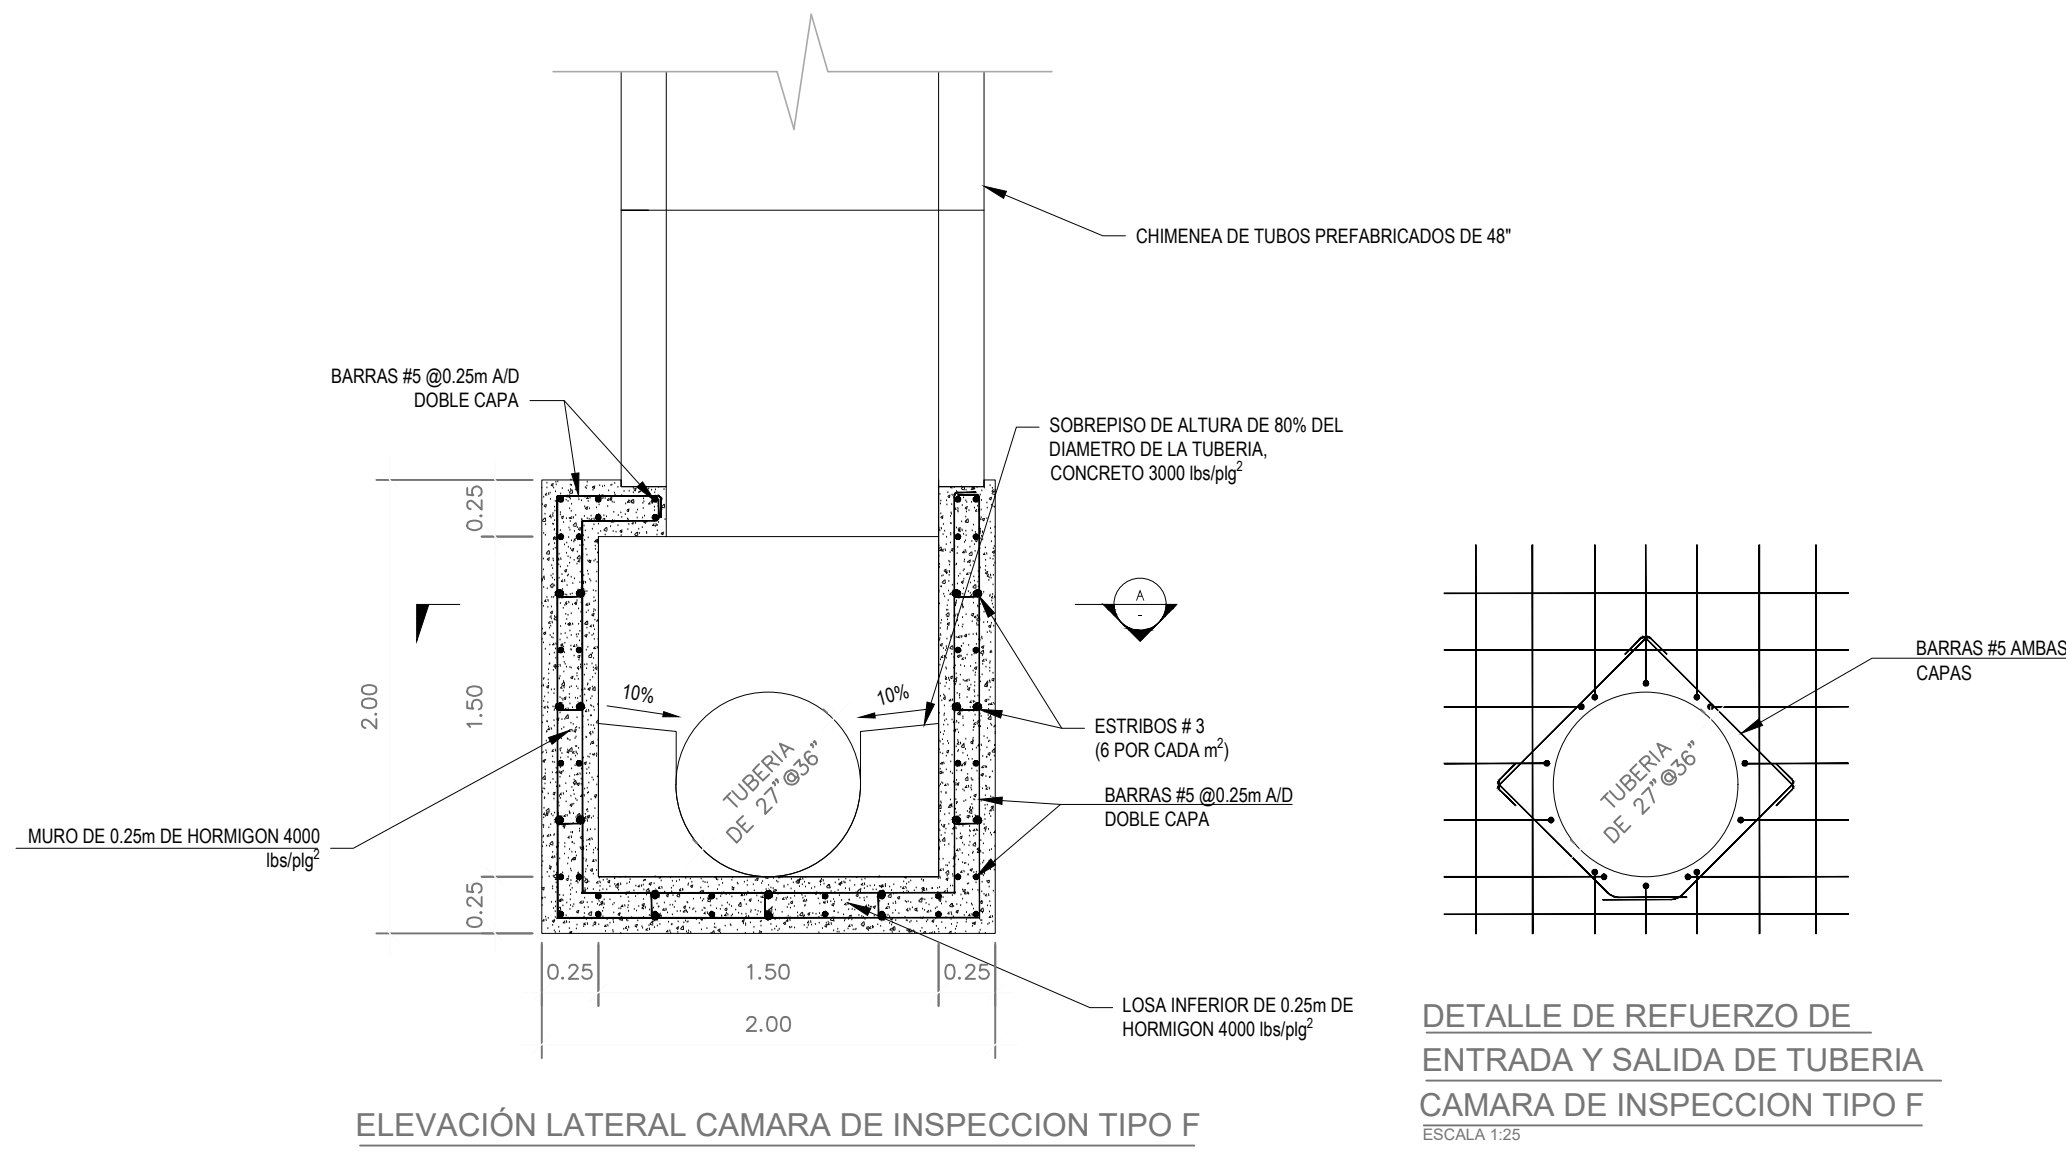 CHIMENEA DE TUBOS PREFABRICADOS DE 48"
BARRAS #5 @0.25m A/D
DOBLE CAPA
SOBREPISO DE ALTURA DE 80% DEL
DIAMETRO DE LA TUBERIA,
CONCRETO 3000 lbs/plg²
0.25
2.00
1.50
0.25
A
-
10%
10%
TUBERIA
DE 27"@36"
ESTRIBOS # 3
(6 POR CADA m²)
BARRAS #5 @0.25m A/D
DOBLE CAPA
MURO DE 0.25m DE HORMIGON 4000
lbs/plg²
0.25
1.50
0.25
2.00
LOSA INFERIOR DE 0.25m DE
HORMIGON 4000 lbs/plg²
ELEVACIÓN LATERAL CAMARA DE INSPECCION TIPO F
BARRAS #5 AMBAS
CAPAS
TUBERIA
DE 27"@36"
DETALLE DE REFUERZO DE
ENTRADA Y SALIDA DE TUBERIA
CAMARA DE INSPECCION TIPO F
ESCALA 1:25